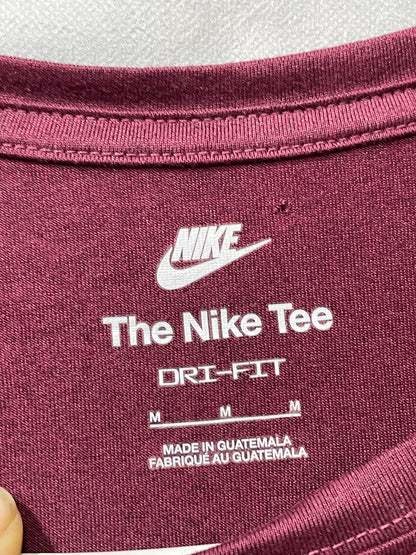 NIKE
The Nike Tee
DRI-FIT
M M M
MADE IN GUATEMALA
FABRIQUÉ AU GUATEMALA